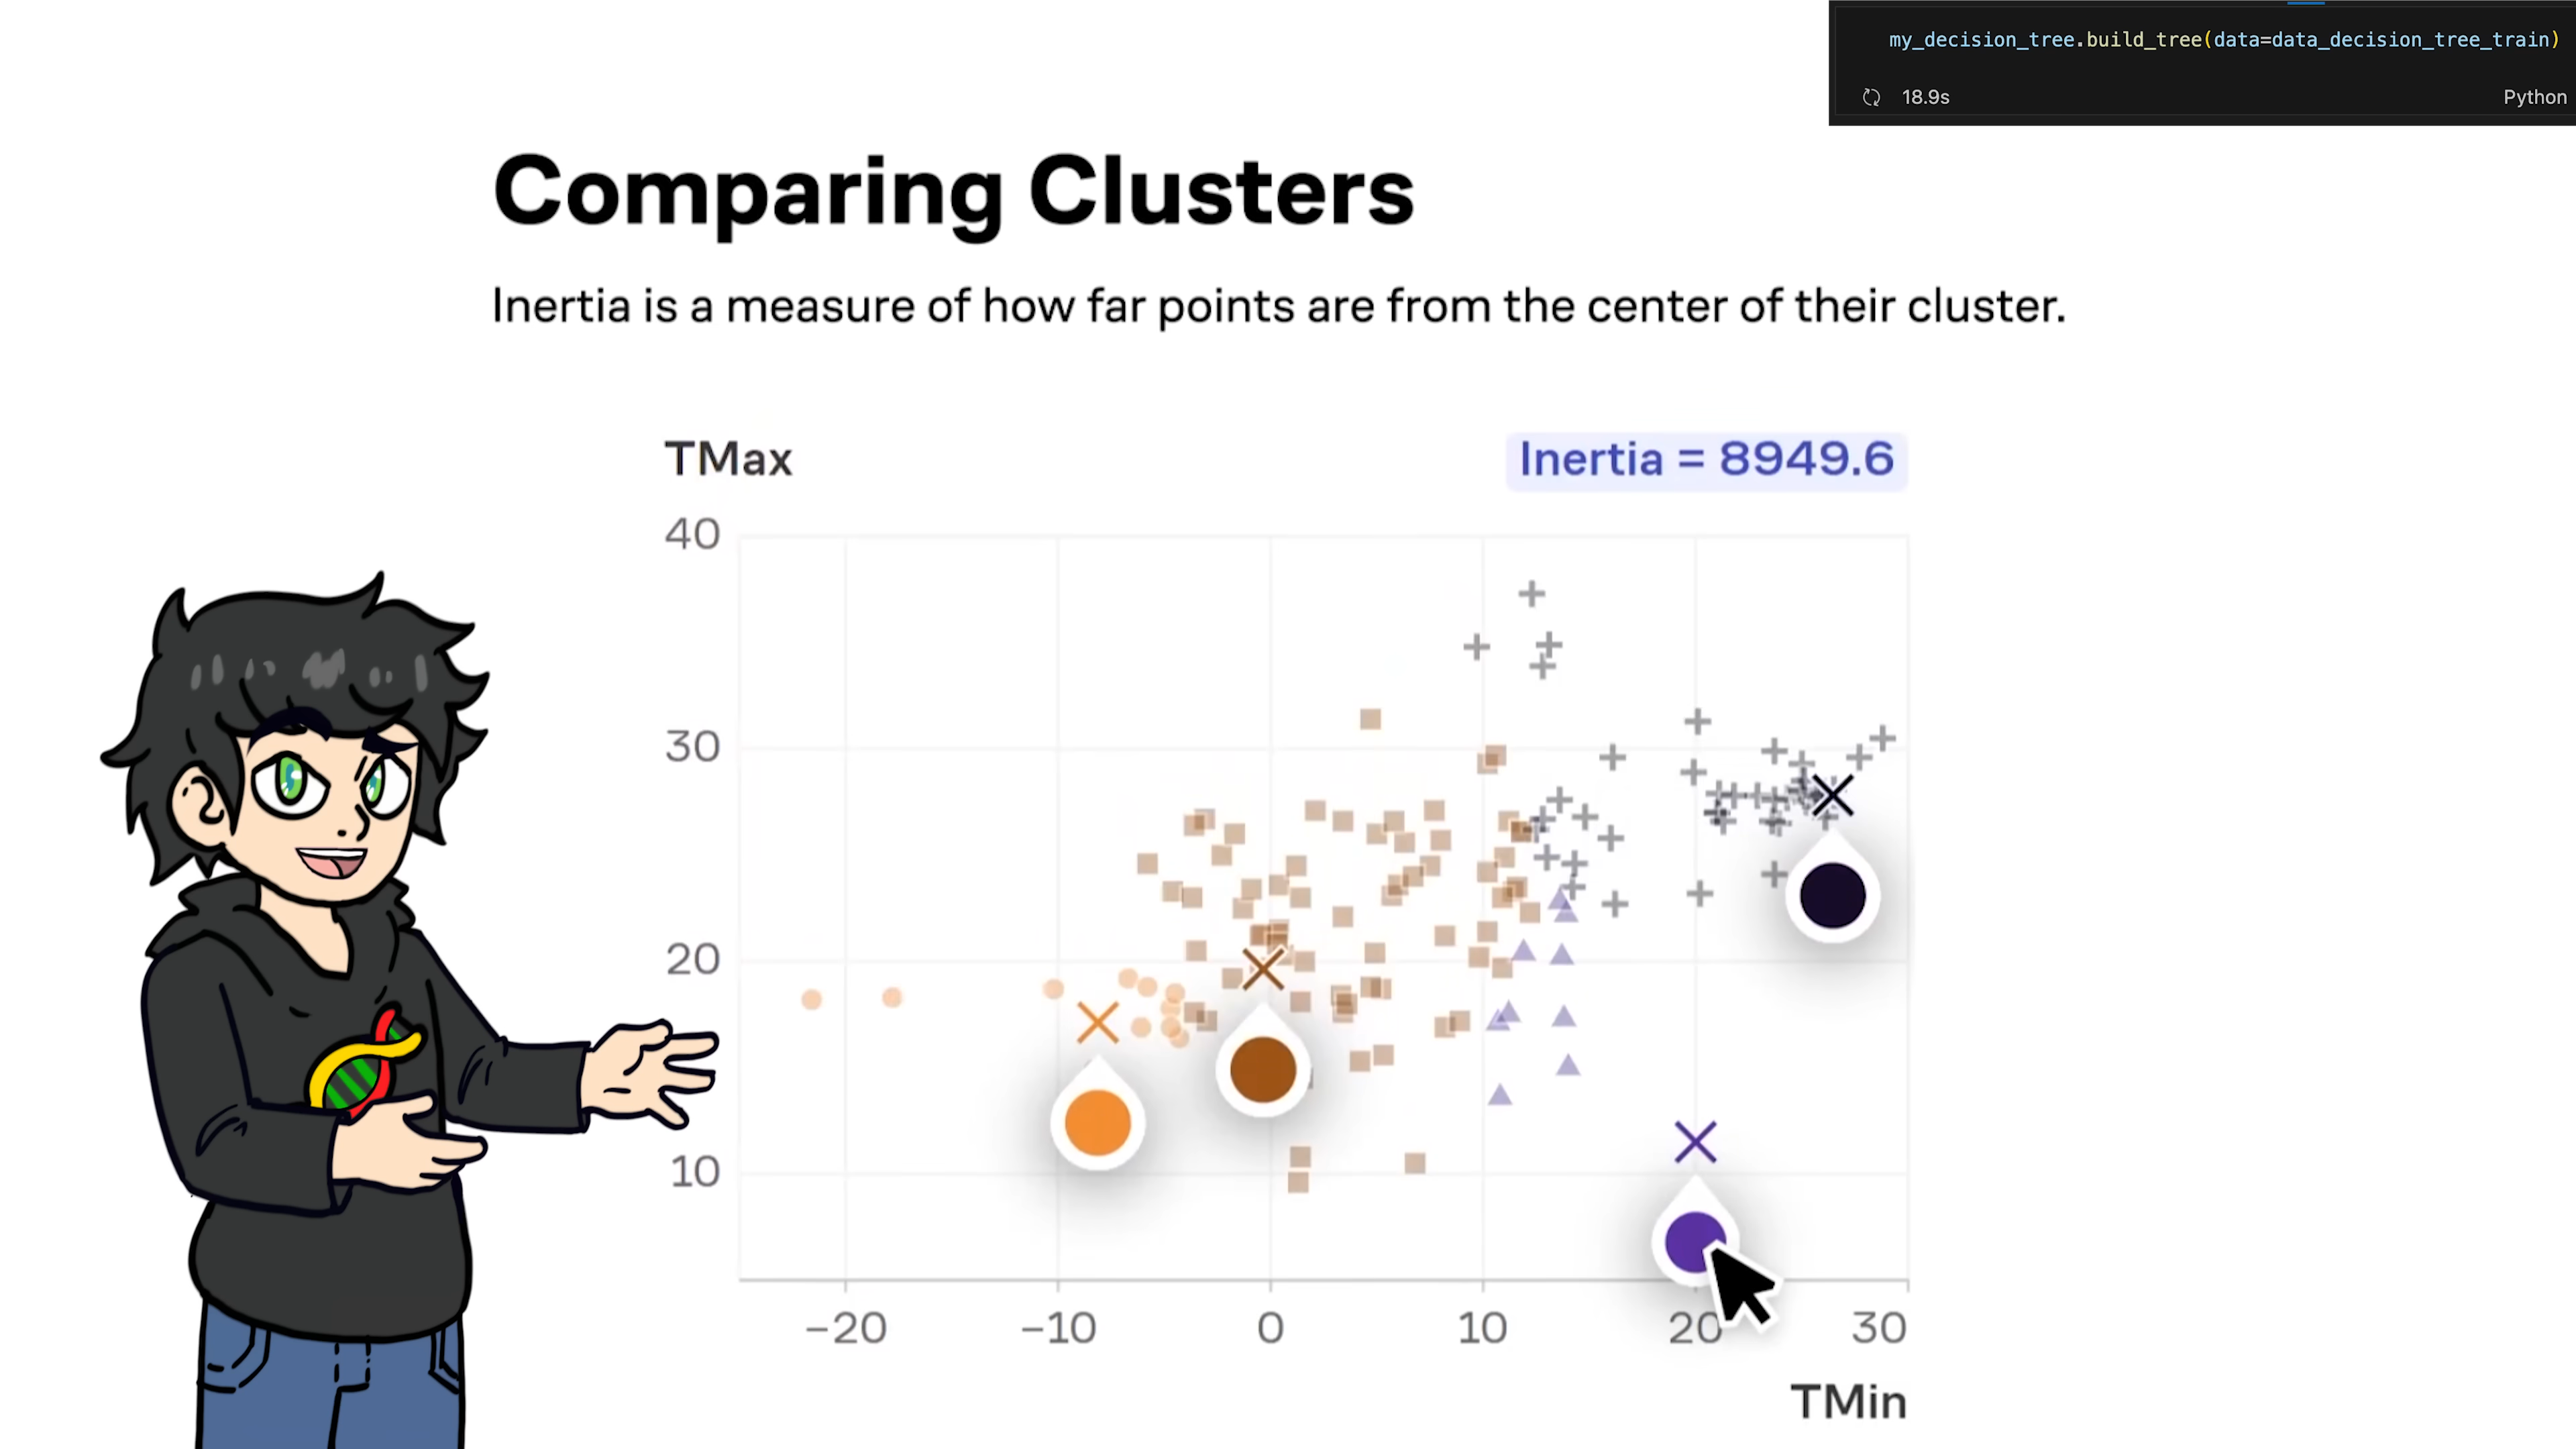 my_decision_tree.build_tree(data=data_decision_tree_train)
18.9s Python
Comparing Clusters
Inertia is a measure of how far points are from the center of their cluster.
TMax Inertia = 8949.6
40
30
20
10
−20 −10 0 10 20 30
TMin